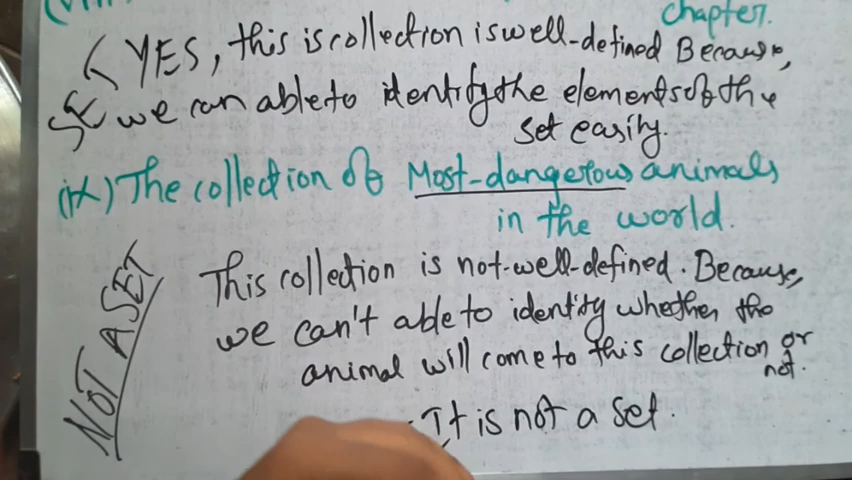 chapter.
YES, this is collection is well-defined Because,
we can able to identify the elements of the
set easily.
(ix) The collection of Most-dangerous animals
in the world.
NOT A SET
This collection is not-well-defined. Because,
we can't able to identify whether the
animal will come to this collection or
not.
It is not a set.